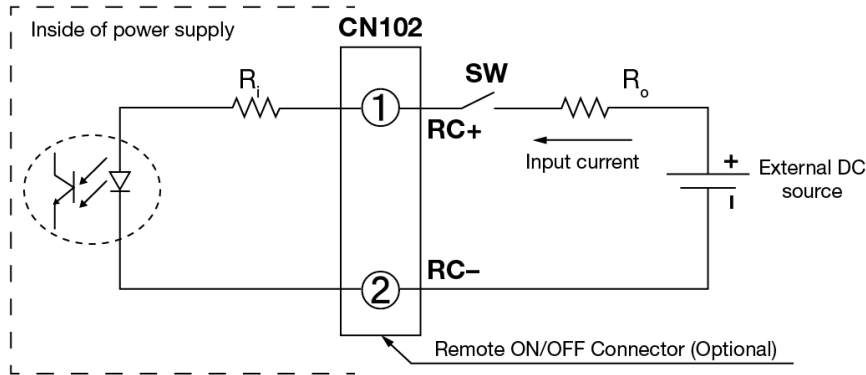 Inside of power supply
CN102
Ri
1
SW
Ro
RC+
Input current
+
External DC
source
2
RC–
Remote ON/OFF Connector (Optional)